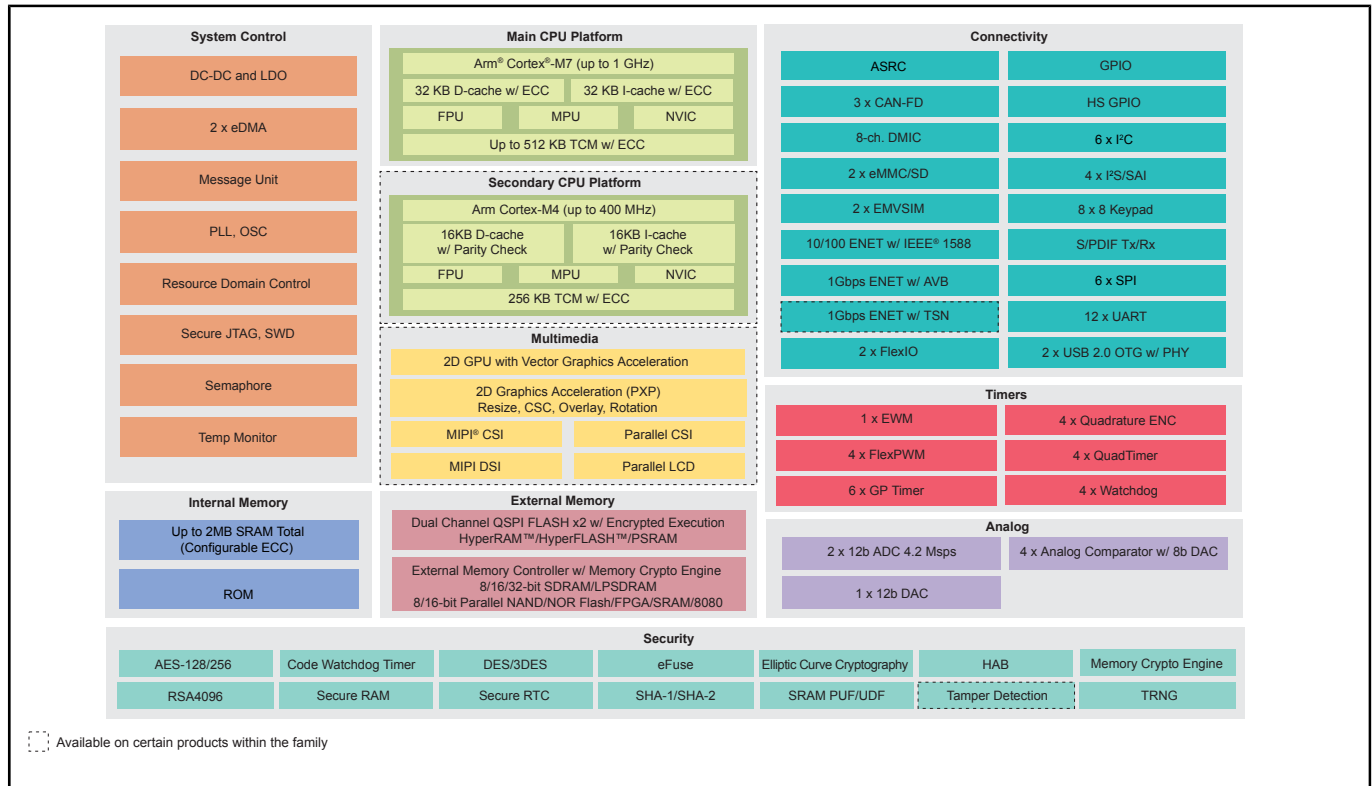 System Control
DC-DC and LDO
2 x eDMA
Message Unit
PLL, OSC
Resource Domain Control
Secure JTAG, SWD
Semaphore
Temp Monitor
Internal Memory
Up to 2MB SRAM Total
(Configurable ECC)
ROM
Main CPU Platform
Arm® Cortex®-M7 (up to 1 GHz)
32 KB D-cache w/ ECC
32 KB I-cache w/ ECC
FPU
MPU
NVIC
Up to 512 KB TCM w/ ECC
Secondary CPU Platform
Arm Cortex-M4 (up to 400 MHz)
16KB D-cache
w/ Parity Check
16KB I-cache
w/ Parity Check
FPU
MPU
NVIC
256 KB TCM w/ ECC
Multimedia
2D GPU with Vector Graphics Acceleration
2D Graphics Acceleration (PXP)
Resize, CSC, Overlay, Rotation
MIPI® CSI
Parallel CSI
MIPI DSI
Parallel LCD
External Memory
Dual Channel QSPI FLASH x2 w/ Encrypted Execution
HyperRAM™/HyperFLASH™/PSRAM
External Memory Controller w/ Memory Crypto Engine
8/16/32-bit SDRAM/LPSDRAM
8/16-bit Parallel NAND/NOR Flash/FPGA/SRAM/8080
Connectivity
ASRC
GPIO
3 x CAN-FD
HS GPIO
8-ch. DMIC
6 x I²C
2 x eMMC/SD
4 x I²S/SAI
2 x EMVSIM
8 x 8 Keypad
10/100 ENET w/ IEEE® 1588
S/PDIF Tx/Rx
1Gbps ENET w/ AVB
6 x SPI
1Gbps ENET w/ TSN
12 x UART
2 x FlexIO
2 x USB 2.0 OTG w/ PHY
Timers
1 x EWM
4 x Quadrature ENC
4 x FlexPWM
4 x QuadTimer
6 x GP Timer
4 x Watchdog
Analog
2 x 12b ADC 4.2 Msps
4 x Analog Comparator w/ 8b DAC
1 x 12b DAC
Security
AES-128/256
Code Watchdog Timer
DES/3DES
eFuse
Elliptic Curve Cryptography
HAB
Memory Crypto Engine
RSA4096
Secure RAM
Secure RTC
SHA-1/SHA-2
SRAM PUF/UDF
Tamper Detection
TRNG
Available on certain products within the family